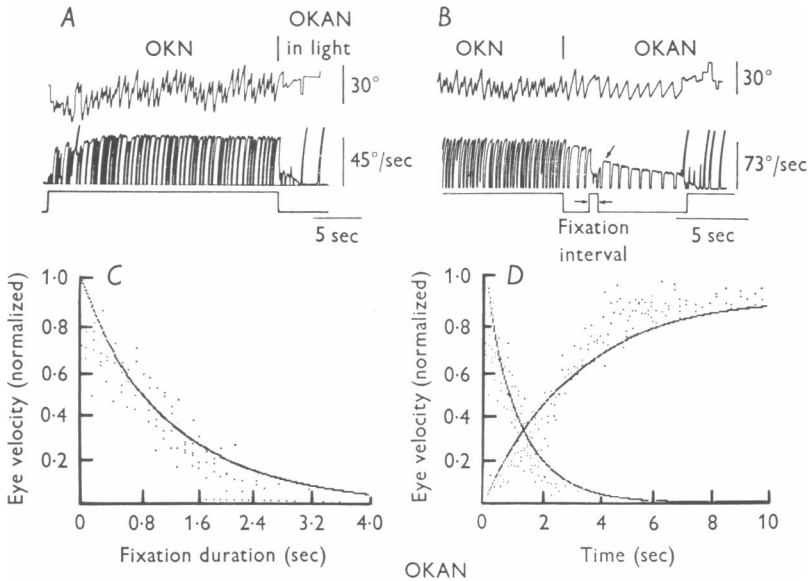 A
OKAN
B
OKN
in light
OKN
OKAN
30°
30°
45°/sec
73°/sec
5 sec
Fixation
interval
5 sec
C
Eye velocity (normalized)
1·0
0·8
0·6
0·4
0·2
0
0·8
1·6
2·4
3·2
4·0
Fixation duration (sec)
D
Eye velocity (normalized)
1·0
0·8
0·6
0·4
0·2
0
2
4
6
8
10
Time (sec)
OKAN